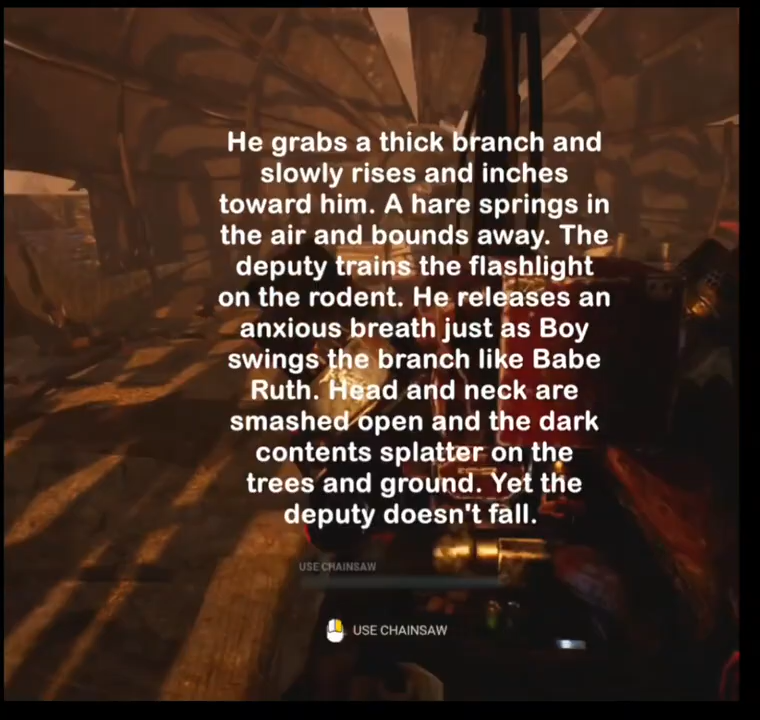 He grabs a thick branch and
slowly rises and inches
toward him. A hare springs in
the air and bounds away. The
deputy trains the flashlight
on the rodent. He releases an
anxious breath just as Boy
swings the branch like Babe
Ruth. Head and neck are
smashed open and the dark
contents splatter on the
trees and ground. Yet the
deputy doesn't fall.
USE CHAINSAW
USE CHAINSAW